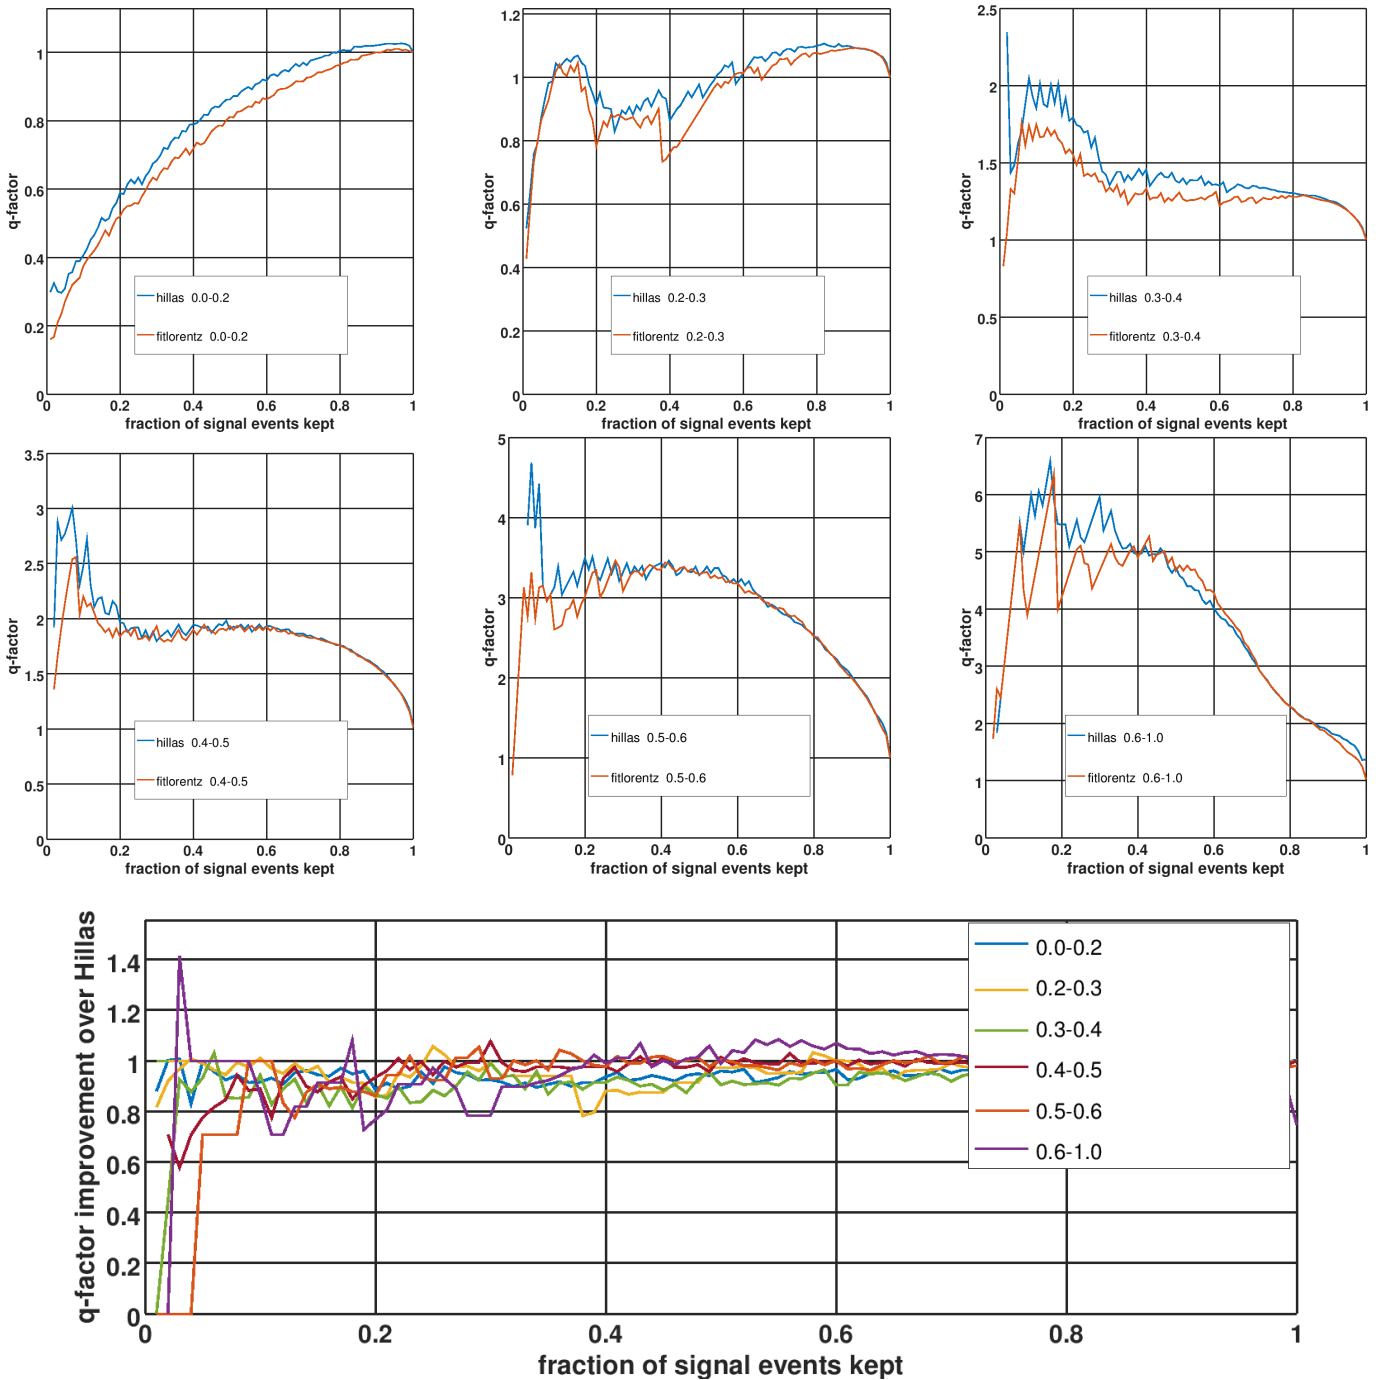 q-factor
1
0.8
0.6
0.4
0.2
0
0 0.2 0.4 0.6 0.8 1
fraction of signal events kept
hillas 0.0-0.2
fitlorentz 0.0-0.2
q-factor
1.2
1
0.8
0.6
0.4
0.2
0
0 0.2 0.4 0.6 0.8 1
fraction of signal events kept
hillas 0.2-0.3
fitlorentz 0.2-0.3
q-factor
2.5
2
1.5
1
0.5
0
0 0.2 0.4 0.6 0.8 1
fraction of signal events kept
hillas 0.3-0.4
fitlorentz 0.3-0.4
q-factor
3.5
3
2.5
2
1.5
1
0.5
0
0 0.2 0.4 0.6 0.8 1
fraction of signal events kept
hillas 0.4-0.5
fitlorentz 0.4-0.5
q-factor
5
4
3
2
1
0
0 0.2 0.4 0.6 0.8 1
fraction of signal events kept
hillas 0.5-0.6
fitlorentz 0.5-0.6
q-factor
7
6
5
4
3
2
1
0
0 0.2 0.4 0.6 0.8 1
fraction of signal events kept
hillas 0.6-1.0
fitlorentz 0.6-1.0
q-factor improvement over Hillas
1.4
1.2
1
0.8
0.6
0.4
0.2
0
0 0.2 0.4 0.6 0.8 1
fraction of signal events kept
0.0-0.2
0.2-0.3
0.3-0.4
0.4-0.5
0.5-0.6
0.6-1.0